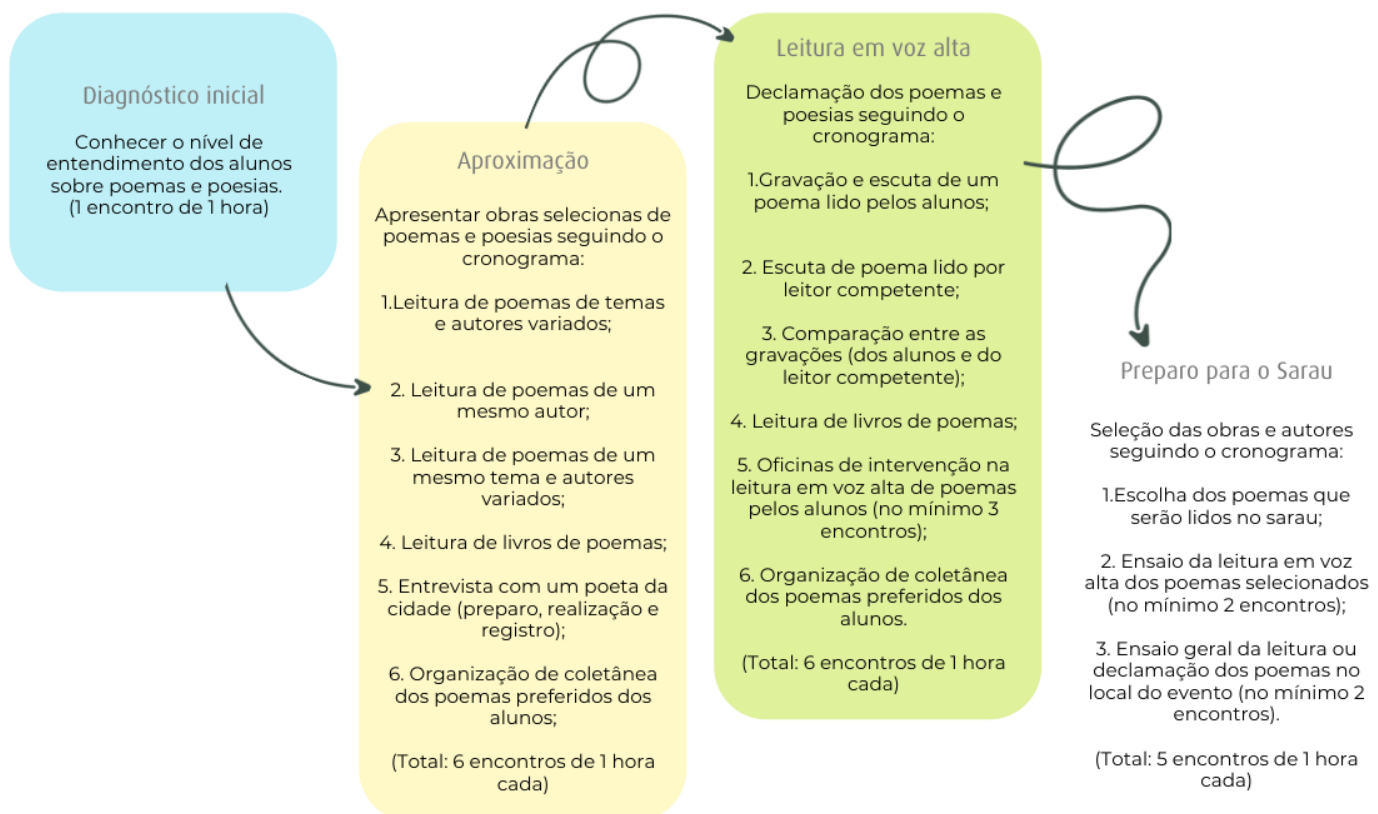 Diagnóstico inicial
Conhecer o nível de
entendimento dos alunos
sobre poemas e poesias.
(1 encontro de 1 hora)
Aproximação
Apresentar obras selecionas de
poemas e poesias seguindo o
cronograma:
1.Leitura de poemas de temas
e autores variados;
2. Leitura de poemas de um
mesmo autor;
3. Leitura de poemas de um
mesmo tema e autores
variados;
4. Leitura de livros de poemas;
5. Entrevista com um poeta da
cidade (preparo, realização e
registro);
6. Organização de coletânea
dos poemas preferidos dos
alunos;
(Total: 6 encontros de 1 hora
cada)
Leitura em voz alta
Declamação dos poemas e
poesias seguindo o
cronograma:
1.Gravação e escuta de um
poema lido pelos alunos;
2. Escuta de poema lido por
leitor competente;
3. Comparação entre as
gravações (dos alunos e do
leitor competente);
4. Leitura de livros de poemas;
5. Oficinas de intervenção na
leitura em voz alta de poemas
pelos alunos (no mínimo 3
encontros);
6. Organização de coletânea
dos poemas preferidos dos
alunos.
(Total: 6 encontros de 1 hora
cada)
Preparo para o Sarau
Seleção das obras e autores
seguindo o cronograma:
1.Escolha dos poemas que
serão lidos no sarau;
2. Ensaio da leitura em voz
alta dos poemas selecionados
(no mínimo 2 encontros);
3. Ensaio geral da leitura ou
declamação dos poemas no
local do evento (no mínimo 2
encontros).
(Total: 5 encontros de 1 hora
cada)